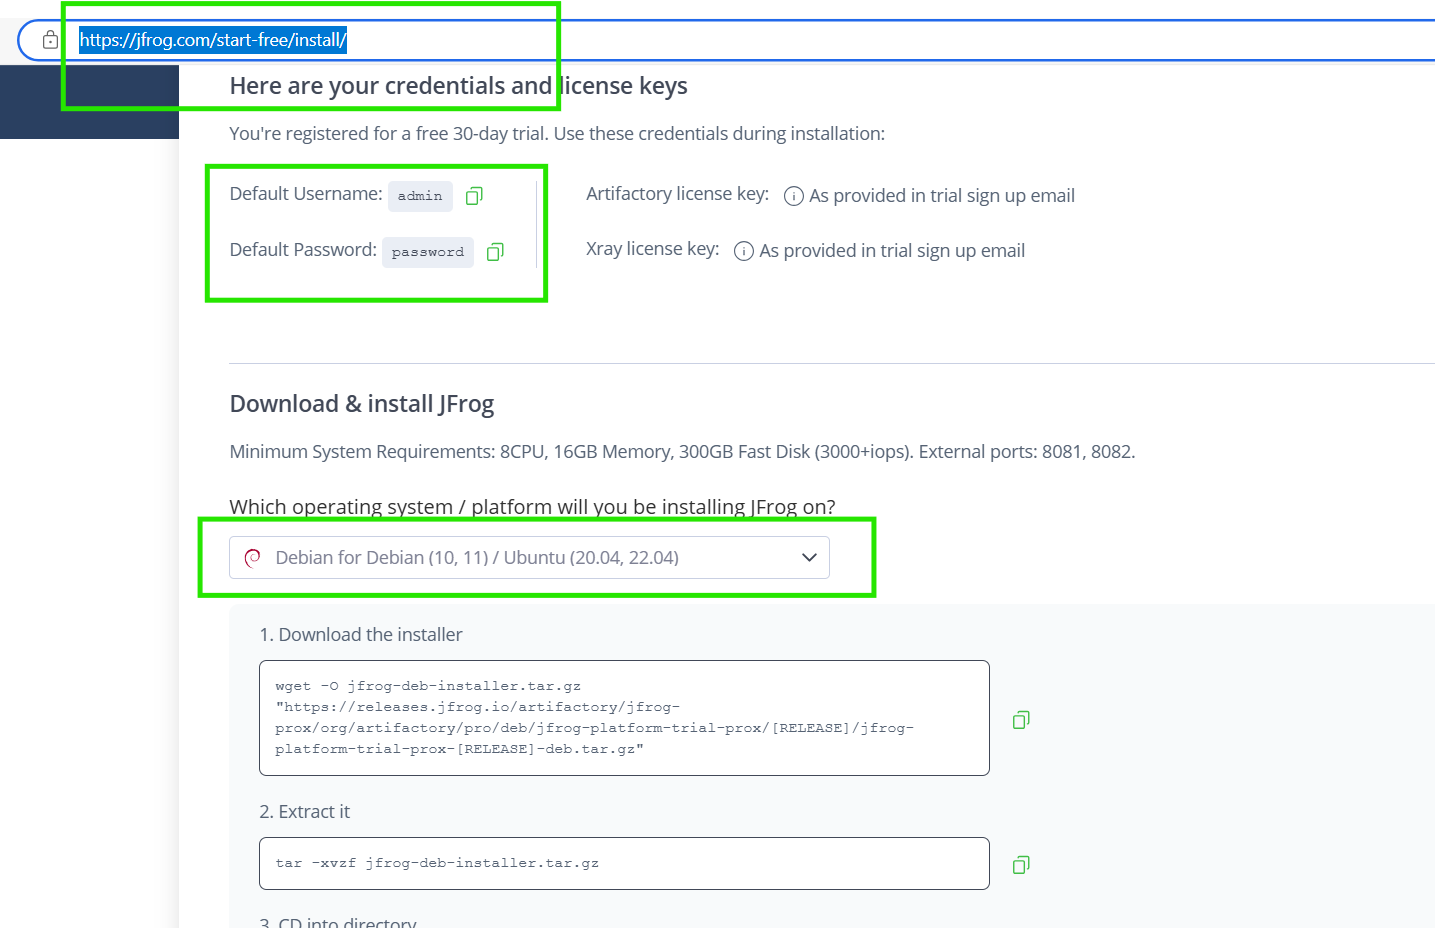 https://jfrog.com/start-free/install/
Here are your credentials and license keys
You're registered for a free 30-day trial. Use these credentials during installation:
Default Username: admin
Artifactory license key: As provided in trial sign up email
Default Password: password
Xray license key: As provided in trial sign up email
Download & install JFrog
Minimum System Requirements: 8CPU, 16GB Memory, 300GB Fast Disk (3000+iops). External ports: 8081, 8082.
Which operating system / platform will you be installing JFrog on?
Debian for Debian (10, 11) / Ubuntu (20.04, 22.04)
1. Download the installer
wget -O jfrog-deb-installer.tar.gz
"https://releases.jfrog.io/artifactory/jfrog-
prox/org/artifactory/pro/deb/jfrog-platform-trial-prox/[RELEASE]/jfrog-
platform-trial-prox-[RELEASE]-deb.tar.gz"
2. Extract it
tar -xvzf jfrog-deb-installer.tar.gz
3. CD into directory